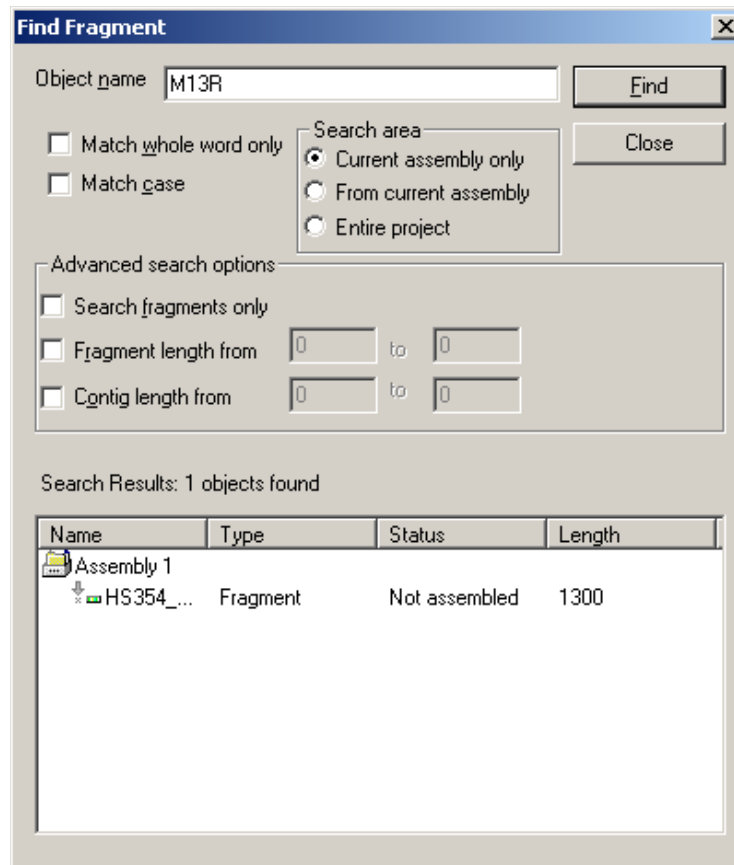 Find Fragment
Object name M13R
Find
Match whole word only
Match case
Search area
Current assembly only
From current assembly
Entire project
Close
Advanced search options
Search fragments only
Fragment length from 0 to 0
Contig length from 0 to 0
Search Results: 1 objects found
Name Type Status Length
Assembly 1
HS354_... Fragment Not assembled 1300